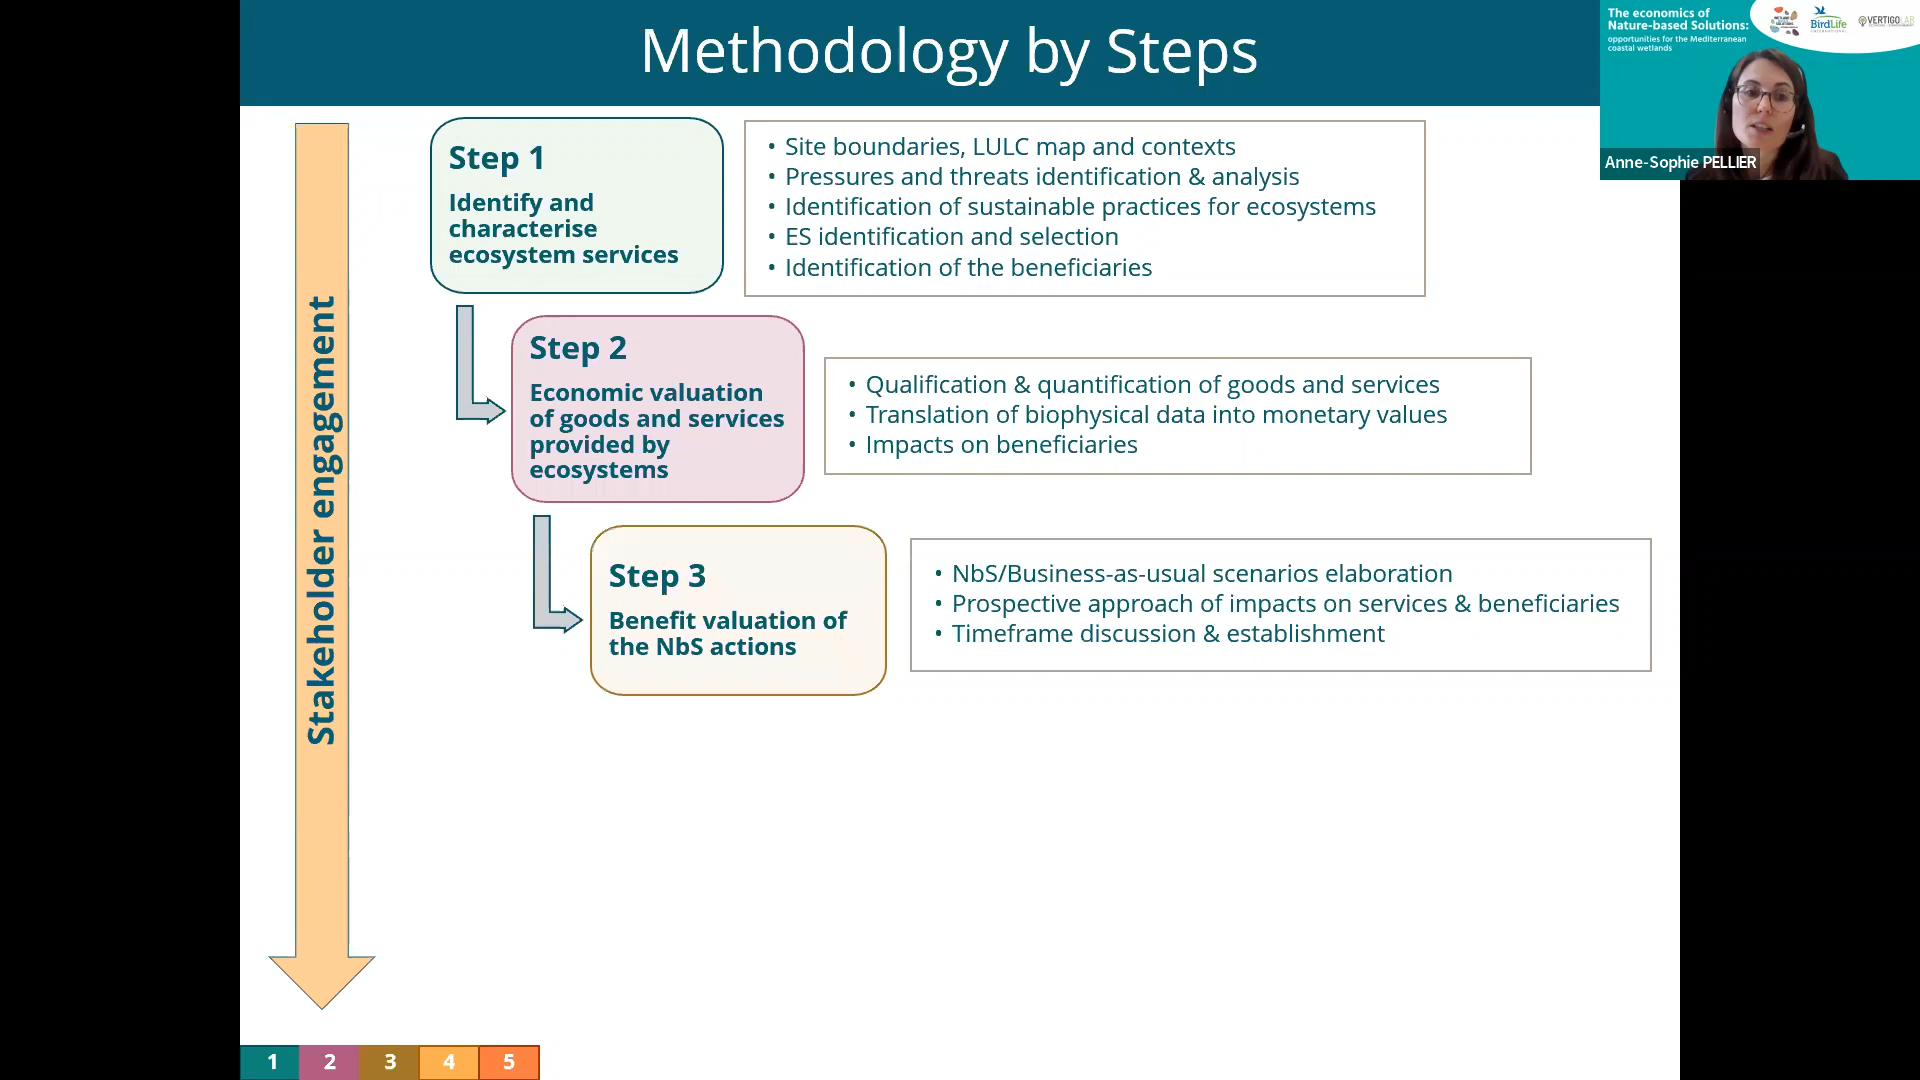 Methodology by Steps
The economics of
Nature-based Solutions:
opportunities for the Mediterranean
coastal wetlands
BirdLife
INTERNATIONAL
VERTIGOLAB
Anne-Sophie PELLIER
Stakeholder engagement
Step 1
Identify and
characterise
ecosystem services
• Site boundaries, LULC map and contexts
• Pressures and threats identification & analysis
• Identification of sustainable practices for ecosystems
• ES identification and selection
• Identification of the beneficiaries
Step 2
Economic valuation
of goods and services
provided by
ecosystems
• Qualification & quantification of goods and services
• Translation of biophysical data into monetary values
• Impacts on beneficiaries
Step 3
Benefit valuation of
the NbS actions
• NbS/Business-as-usual scenarios elaboration
• Prospective approach of impacts on services & beneficiaries
• Timeframe discussion & establishment
1 2 3 4 5